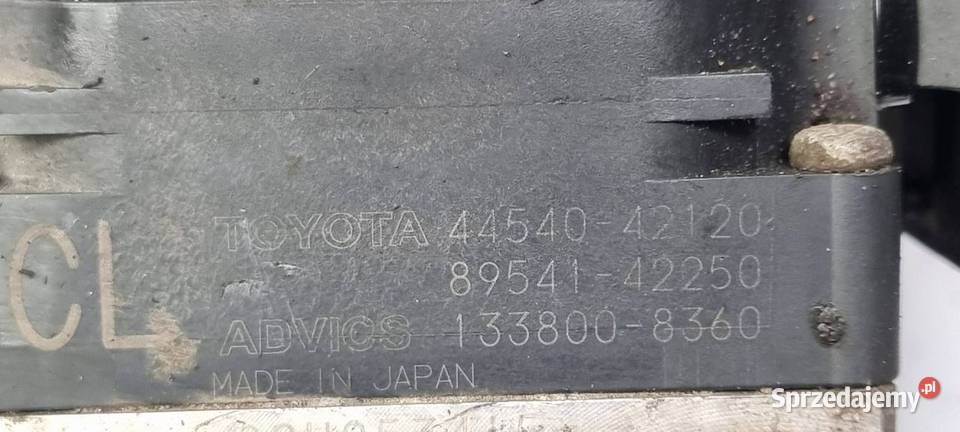 CL
TOYOTA 44540-42120
89541-42250
ADVICS 133800-8360
MADE IN JAPAN
Sprzedajemy.pl